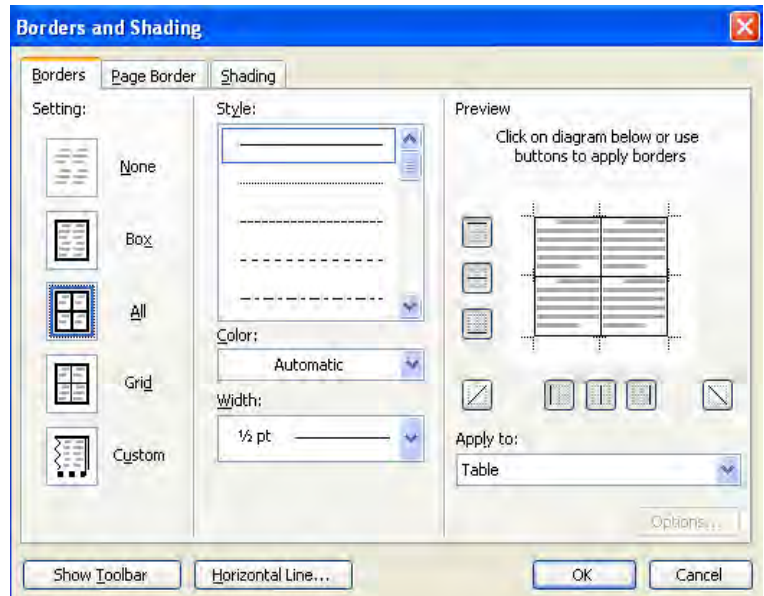 Borders and Shading
Borders
Page Border
Shading
Setting:
None
Box
All
Grid
Custom
Style:
Color:
Automatic
Width:
½ pt
Preview
Click on diagram below or use
buttons to apply borders
Apply to:
Table
Options...
Show Toolbar
Horizontal Line...
OK
Cancel